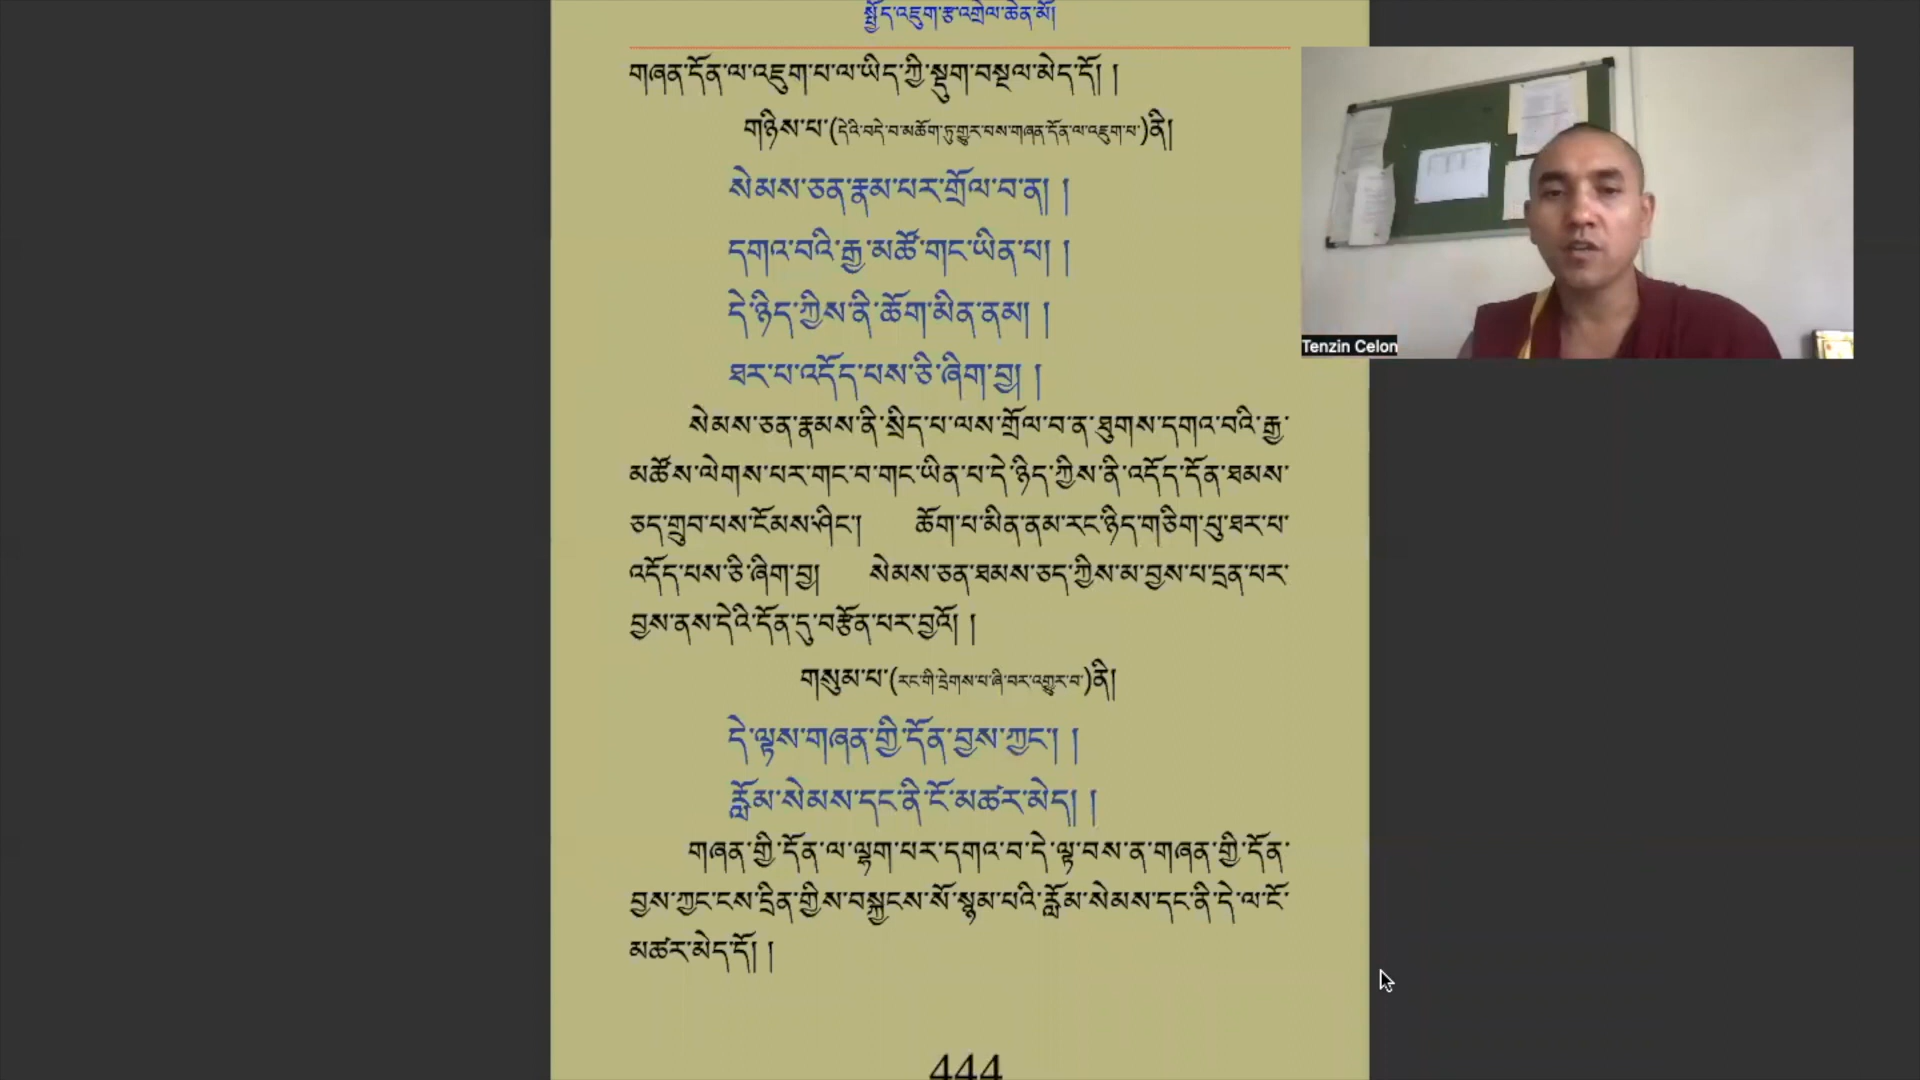 སྤྱོད་འཇུག་རྩ་འགྲེལ་ཆེན་མོ།
གཞན་དོན་ལ་འཇུག་པ་ལ་ཡིད་ཀྱི་སྡུག་བསྔལ་མེད་དོ། །
གཉིས་པ་(དེའི་བདེ་བ་མཆོག་ཏུ་གྱུར་པས་གཞན་དོན་ལ་འཇུག་པ་)ནི།
སེམས་ཅན་རྣམ་པར་གྲོལ་བ་ན། །
དགའ་བའི་རྒྱ་མཚོ་གང་ཡིན་པ། །
དེ་ཉིད་ཀྱིས་ནི་ཆོག་མིན་ནམ། །
ཐར་པ་འདོད་པས་ཅི་ཞིག་བྱ། །
སེམས་ཅན་རྣམས་ནི་སྲིད་པ་ལས་གྲོལ་བ་ན་ཐུགས་དགའ་བའི་རྒྱ་
མཚོས་ལེགས་པར་གང་བ་གང་ཡིན་པ་དེ་ཉིད་ཀྱིས་ནི་འདོད་དོན་ཐམས་
ཅད་གྲུབ་པས་ངོམས་ཤིང་། ཆོག་པ་མིན་ནམ་རང་ཉིད་གཅིག་པུ་ཐར་པ་
འདོད་པས་ཅི་ཞིག་བྱ། སེམས་ཅན་ཐམས་ཅད་ཀྱིས་མ་བྱས་པ་དྲན་པར་
བྱས་ནས་དེའི་དོན་དུ་བརྩོན་པར་བྱའོ། །
གསུམ་པ་(རང་གི་དྲེགས་པ་ཞི་བར་འགྱུར་བ་)ནི།
དེ་ལྟས་གཞན་གྱི་དོན་བྱས་ཀྱང་། །
རློམ་སེམས་དང་ནི་ངོ་མཚར་མེད། །
གཞན་གྱི་དོན་ལ་ལྷག་པར་དགའ་བ་དེ་ལྟ་བས་ན་གཞན་གྱི་དོན་
བྱས་ཀྱང་ངས་དྲིན་གྱིས་བསྐྱངས་སོ་སྙམ་པའི་རློམ་སེམས་དང་ནི་དེ་ལ་ངོ་
མཚར་མེད་དོ། །
444
Tenzin Celon